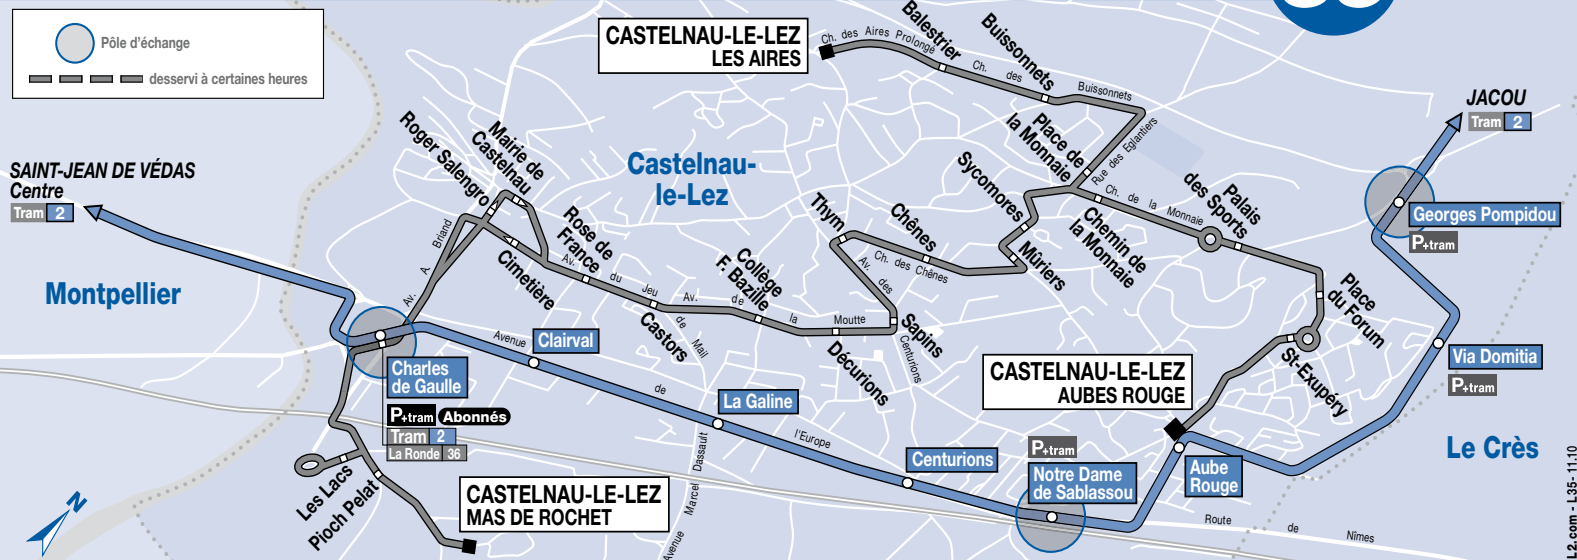 Pôle d'échange
desservi à certaines heures
CASTELNAU-LE-LEZ
LES AIRES
Ch. des Aires Prolongé
Balestrier
Ch. des
Buissonnets
Buissonnets
Rue des Eglantiers
Place de
la Monnaie
JACOU
Tram 2
SAINT-JEAN DE VÉDAS
Centre
Tram 2
Montpellier
Castelnau-
le-Lez
Roger Salengro
Mairie de
Castelnau
Av. A. Briand
Cimetière
Rose de
France
Av. du Jeu de Mail
Castors
Collège
F. Bazille
Av. de la Moutte
Décurions
Sapins
Centurions
Av. des
Thym
Chênes
Ch. des Chênes
Sycomores
Mûriers
Ch. de la Monnaie
Chemin de
la Monnaie
Palais
des Sports
Place
du Forum
St-Exupéry
Georges Pompidou
P+tram
Via Domitia
P+tram
Le Crès
CASTELNAU-LE-LEZ
AUBES ROUGE
Aube
Rouge
P+tram
Notre Dame
de Sablassou
Centurions
La Galine
Clairval
Avenue de l'Europe
Charles
de Gaulle
P+tram Abonnés
Tram 2
La Ronde 36
Les Lacs
Pioch Pelat
CASTELNAU-LE-LEZ
MAS DE ROCHET
Avenue Marcel Dassault
Route de Nîmes
N
L2.com - L35- 11.10